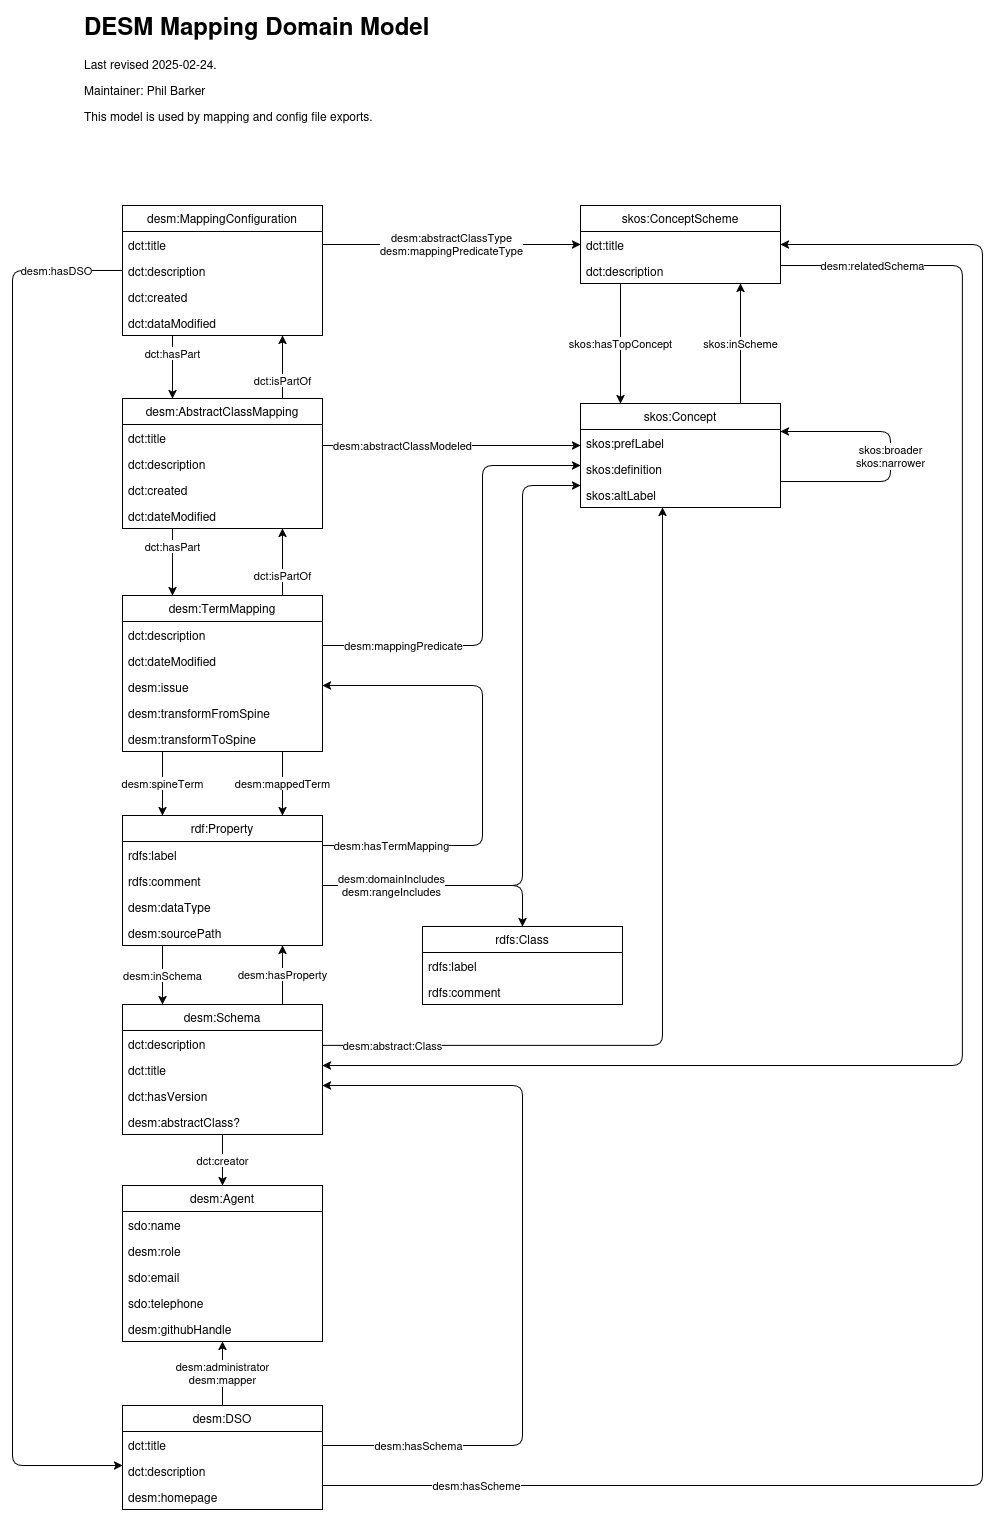 DESM Mapping Domain Model
Last revised 2025-02-24.
Maintainer: Phil Barker
This model is used by mapping and config file exports.
desm:MappingConfiguration
dct:title
dct:description
dct:created
dct:dataModified
desm:hasDSO
desm:abstractClassType
desm:mappingPredicateType
skos:ConceptScheme
dct:title
dct:description
desm:relatedSchema
dct:hasPart
dct:isPartOf
skos:hasTopConcept
skos:inScheme
desm:AbstractClassMapping
dct:title
dct:description
dct:created
dct:dateModified
desm:abstractClassModeled
skos:Concept
skos:prefLabel
skos:definition
skos:altLabel
skos:broader
skos:narrower
dct:hasPart
dct:isPartOf
desm:TermMapping
dct:description
dct:dateModified
desm:issue
desm:transformFromSpine
desm:transformToSpine
desm:mappingPredicate
desm:spineTerm
desm:mappedTerm
rdf:Property
rdfs:label
rdfs:comment
desm:dataType
desm:sourcePath
desm:hasTermMapping
desm:domainIncludes
desm:rangeIncludes
rdfs:Class
rdfs:label
rdfs:comment
desm:inSchema
desm:hasProperty
desm:Schema
dct:description
dct:title
dct:hasVersion
desm:abstractClass?
desm:abstract:Class
dct:creator
desm:Agent
sdo:name
desm:role
sdo:email
sdo:telephone
desm:githubHandle
desm:administrator
desm:mapper
desm:DSO
dct:title
dct:description
desm:homepage
desm:hasSchema
desm:hasScheme